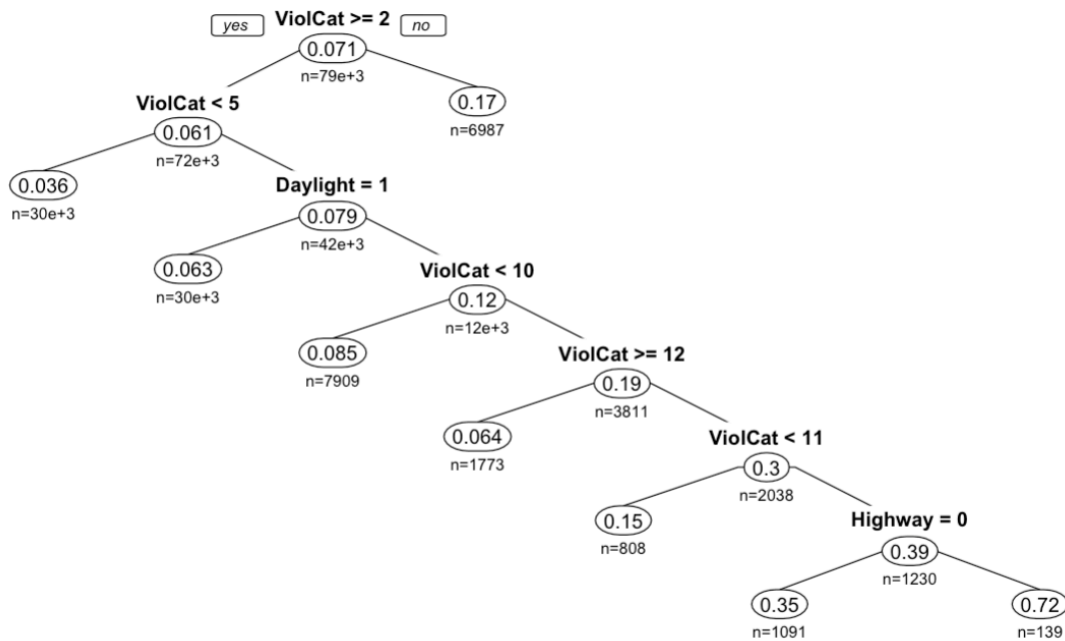 yes ViolCat >= 2 no
0.071
n=79e+3
ViolCat < 5
0.061
n=72e+3
0.17
n=6987
0.036
n=30e+3
Daylight = 1
0.079
n=42e+3
0.063
n=30e+3
ViolCat < 10
0.12
n=12e+3
0.085
n=7909
ViolCat >= 12
0.19
n=3811
0.064
n=1773
ViolCat < 11
0.3
n=2038
0.15
n=808
Highway = 0
0.39
n=1230
0.35
n=1091
0.72
n=139